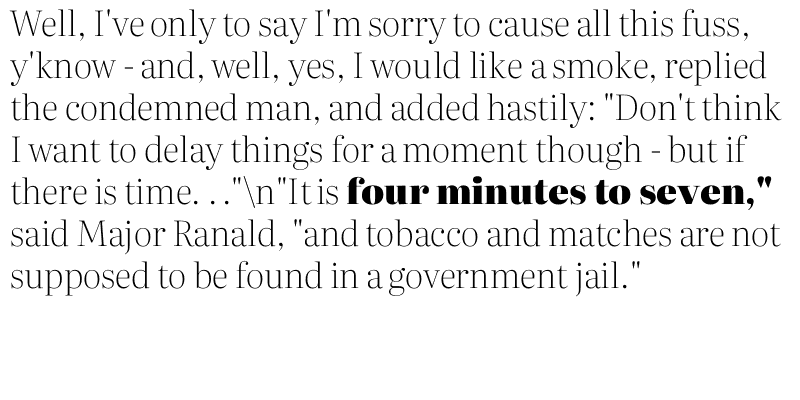 Well, I've only to say I'm sorry to cause all this fuss,
y'know - and, well, yes, I would like a smoke, replied
the condemned man, and added hastily: "Don't think
I want to delay things for a moment though - but if
there is time. . ."\n"It is four minutes to seven,"
said Major Ranald, "and tobacco and matches are not
supposed to be found in a government jail."